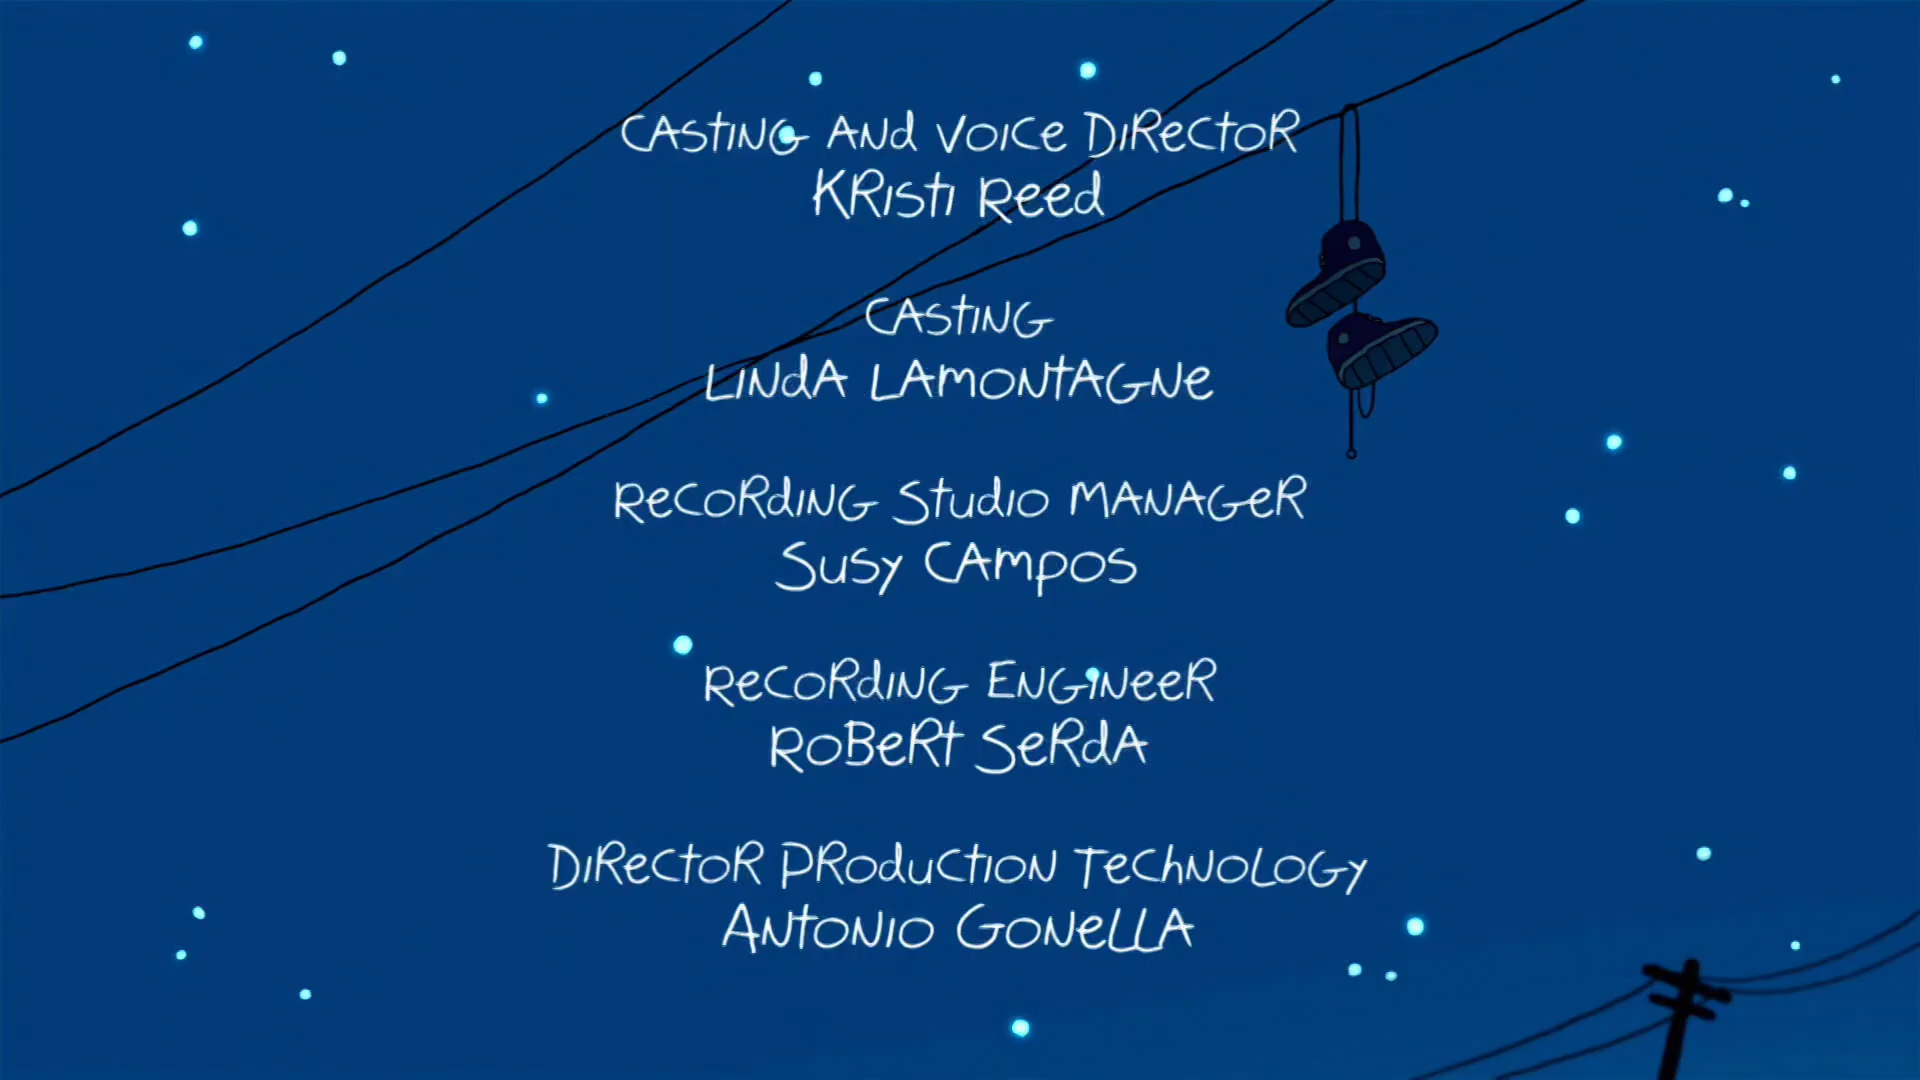 CASTING AND VOICE DIRECTOR
KRISTI REED
CASTING
LINDA LAMONTAGNE
RECORDING STUDIO MANAGER
SUSY CAMPOS
RECORDING ENGINEER
ROBERT SERDA
DIRECTOR PRODUCTION TECHNOLOGY
ANTONIO GONELLA